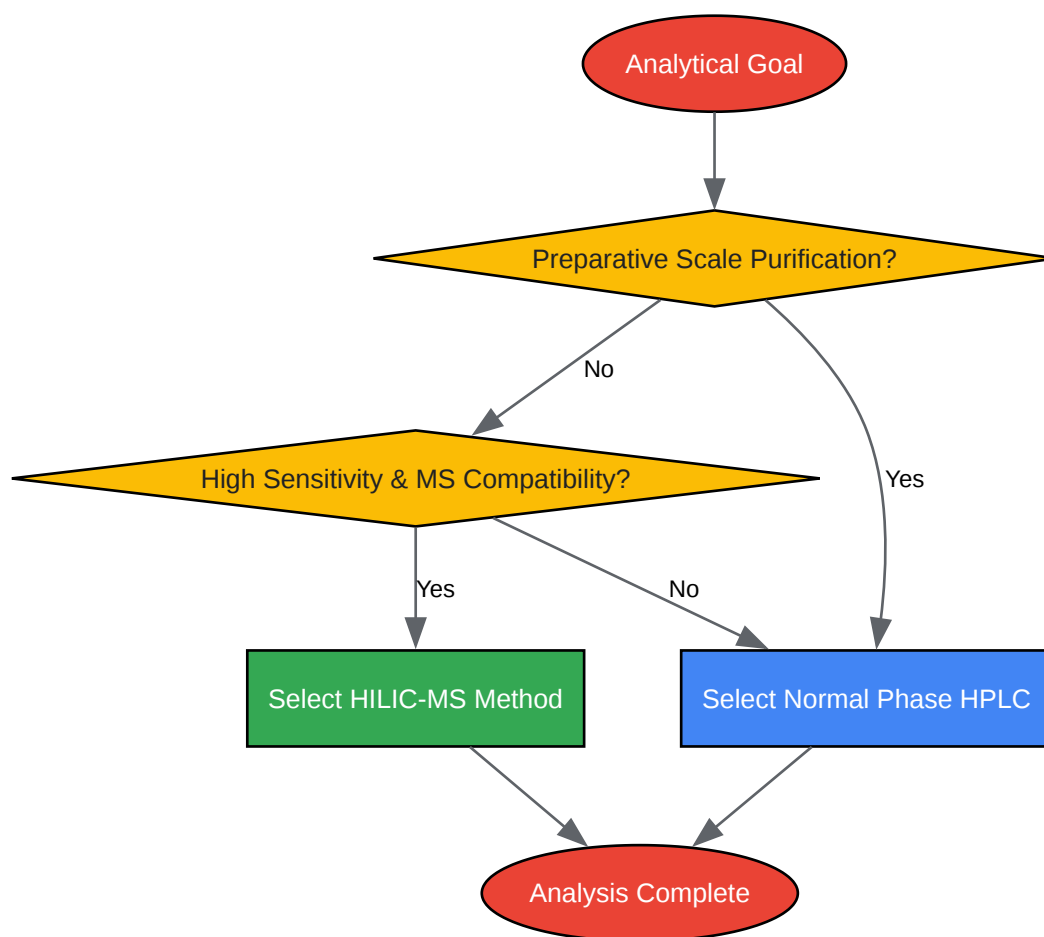 Analytical Goal
Preparative Scale Purification?
No
High Sensitivity & MS Compatibility?
Yes
Yes
No
Select HILIC-MS Method
Select Normal Phase HPLC
Analysis Complete